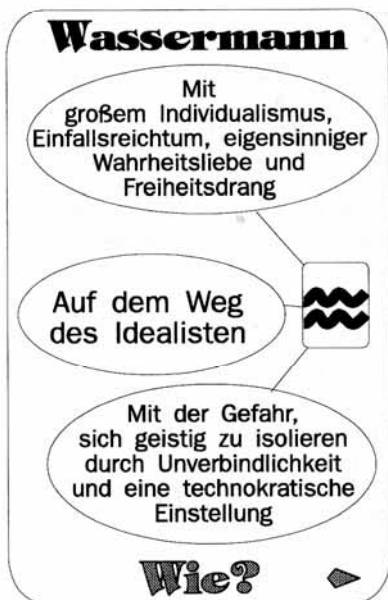 Wassermann
Mit
großem Individualismus,
Einfallsreichtum, eigensinniger
Wahrheitsliebe und
Freiheitsdrang
Auf dem Weg
des Idealisten
Mit der Gefahr,
sich geistig zu isolieren
durch Unverbindlichkeit
und eine technokratische
Einstellung
Wie?